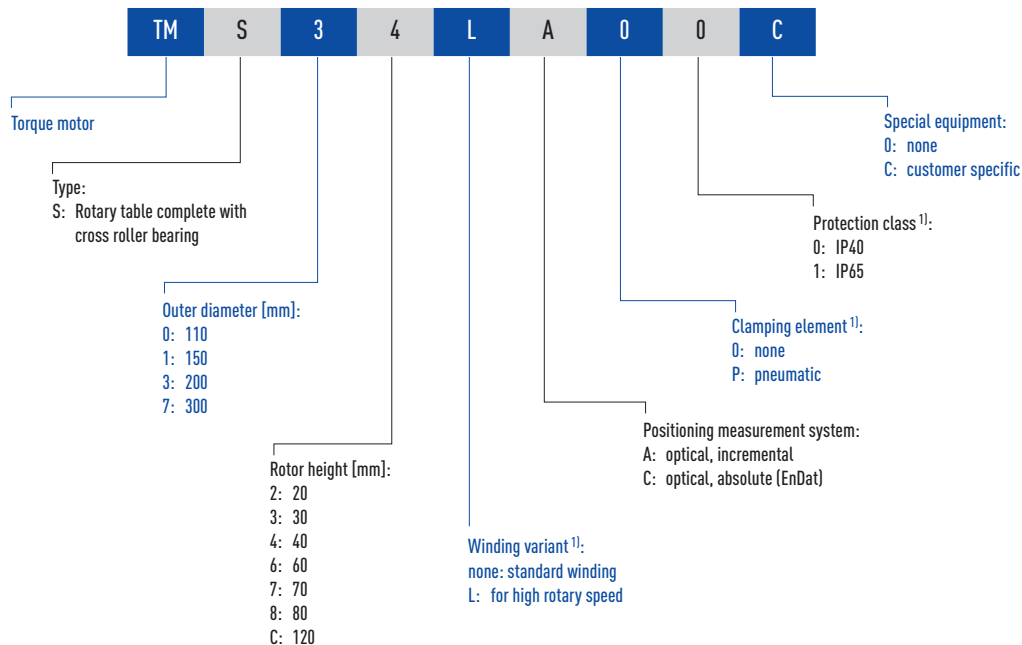 TM S 3 4 L A 0 0 C
Torque motor
Type:
S: Rotary table complete with
cross roller bearing
Outer diameter [mm]:
0: 110
1: 150
3: 200
7: 300
Rotor height [mm]:
2: 20
3: 30
4: 40
6: 60
7: 70
8: 80
C: 120
Winding variant 1):
none: standard winding
L: for high rotary speed
Positioning measurement system:
A: optical, incremental
C: optical, absolute (EnDat)
Clamping element 1):
0: none
P: pneumatic
Protection class 1):
0: IP40
1: IP65
Special equipment:
0: none
C: customer specific